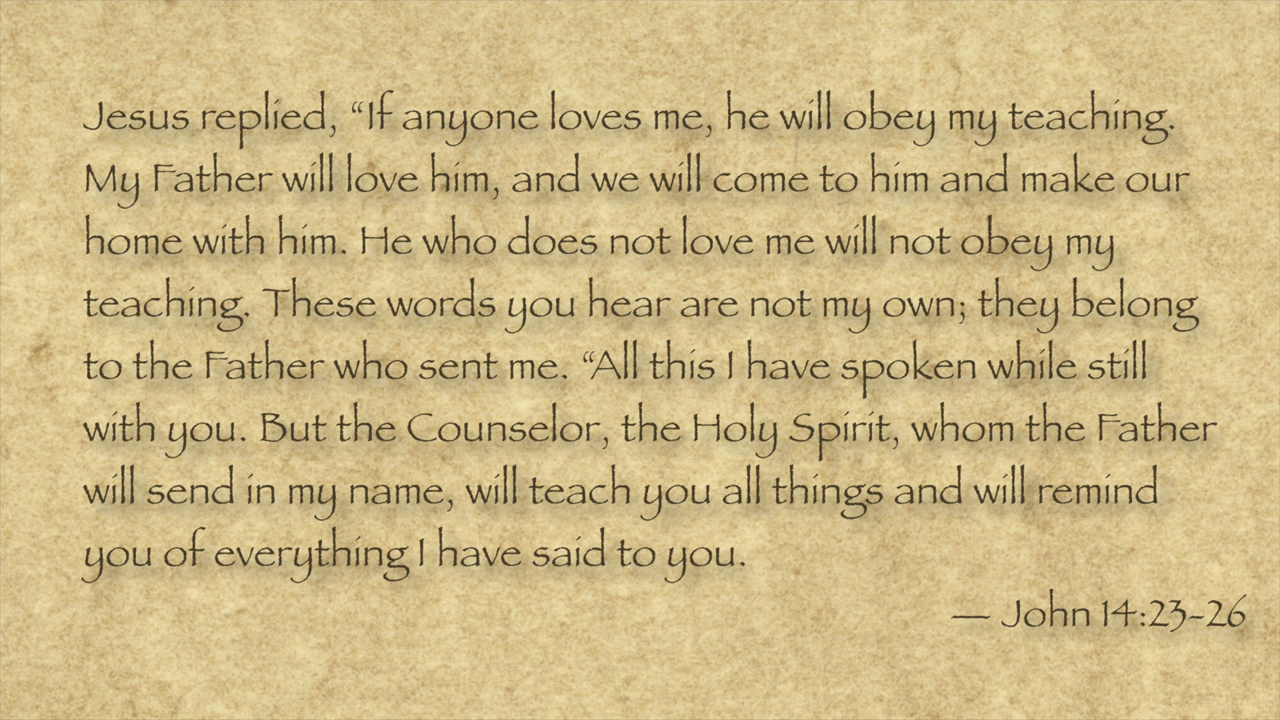 Jesus replied, “If anyone loves me, he will obey my teaching.
My Father will love him, and we will come to him and make our
home with him. He who does not love me will not obey my
teaching. These words you hear are not my own; they belong
to the Father who sent me. “All this I have spoken while still
with you. But the Counselor, the Holy Spirit, whom the Father
will send in my name, will teach you all things and will remind
you of everything I have said to you.
— John 14:23-26